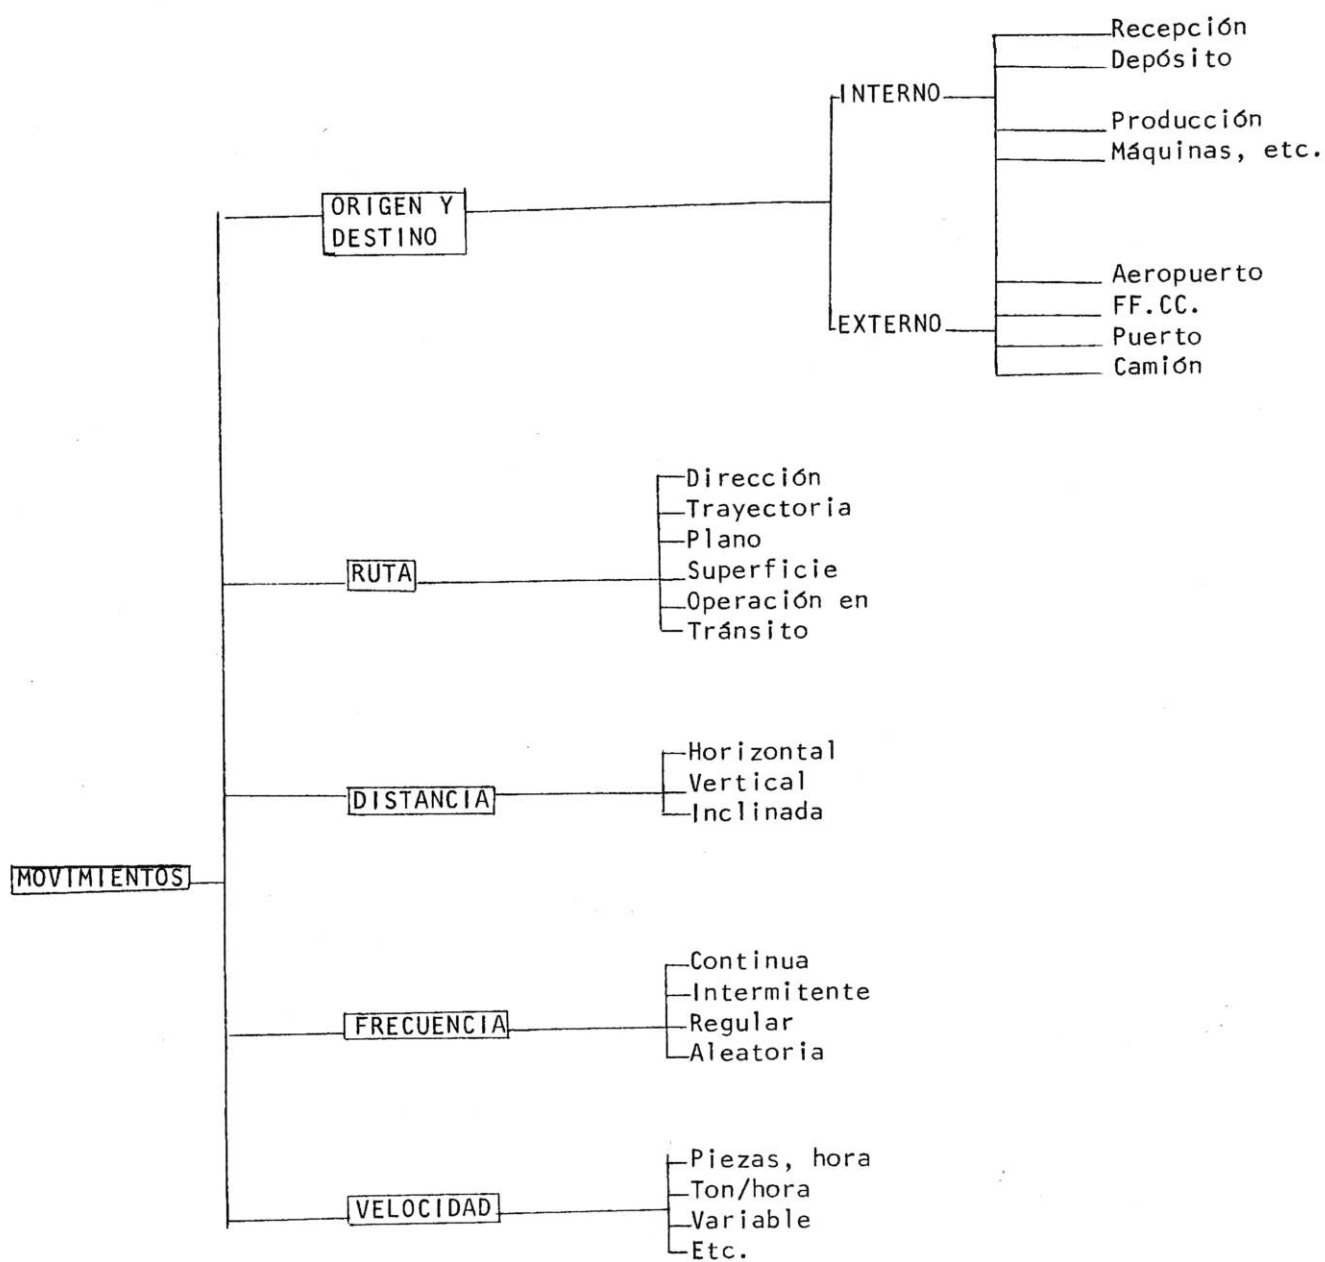 Recepción
Depósito
INTERNO
Producción
Máquinas, etc.
ORIGEN Y
DESTINO
Aeropuerto
FF.CC.
EXTERNO
Puerto
Camión
Dirección
Trayectoria
Plano
RUTA
Superficie
Operación en
Tránsito
Horizontal
Vertical
DISTANCIA
Inclinada
MOVIMIENTOS
Continua
Intermitente
FRECUENCIA
Regular
Aleatoria
Piezas, hora
Ton/hora
VELOCIDAD
Variable
Etc.